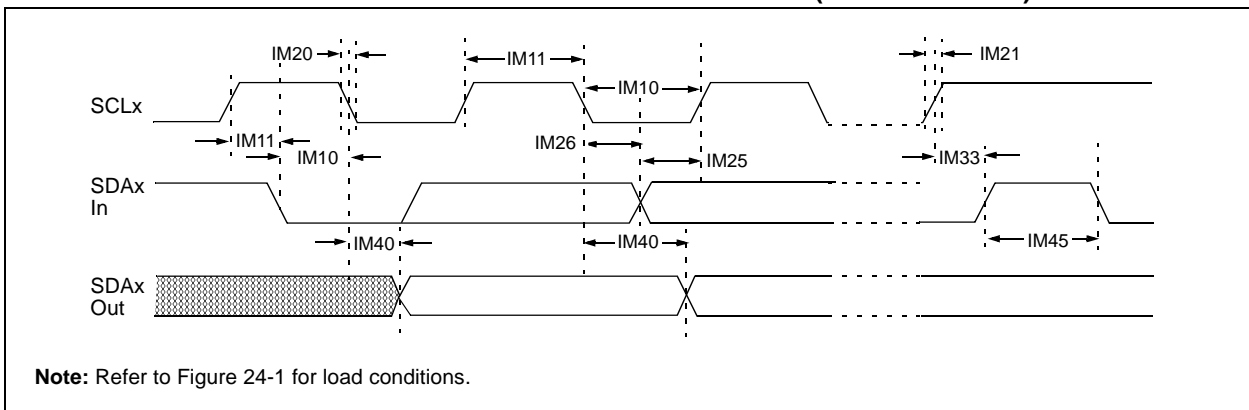 IM20
IM11
IM21
IM10
SCLx
IM11
IM26
IM10
IM25
IM33
SDAx
In
IM40
IM40
IM45
SDAx
Out
Note: Refer to Figure 24-1 for load conditions.